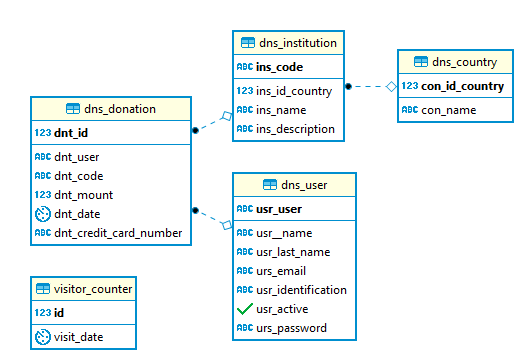 dns_donation
123 dnt_id
ABC dnt_user
ABC dnt_code
123 dnt_mount
dnt_date
ABC dnt_credit_card_number
dns_institution
ABC ins_code
123 ins_id_country
ABC ins_name
ABC ins_description
dns_country
123 con_id_country
ABC con_name
dns_user
ABC usr_user
ABC usr__name
ABC usr_last_name
ABC urs_email
ABC usr_identification
usr_active
ABC urs_password
visitor_counter
123 id
visit_date